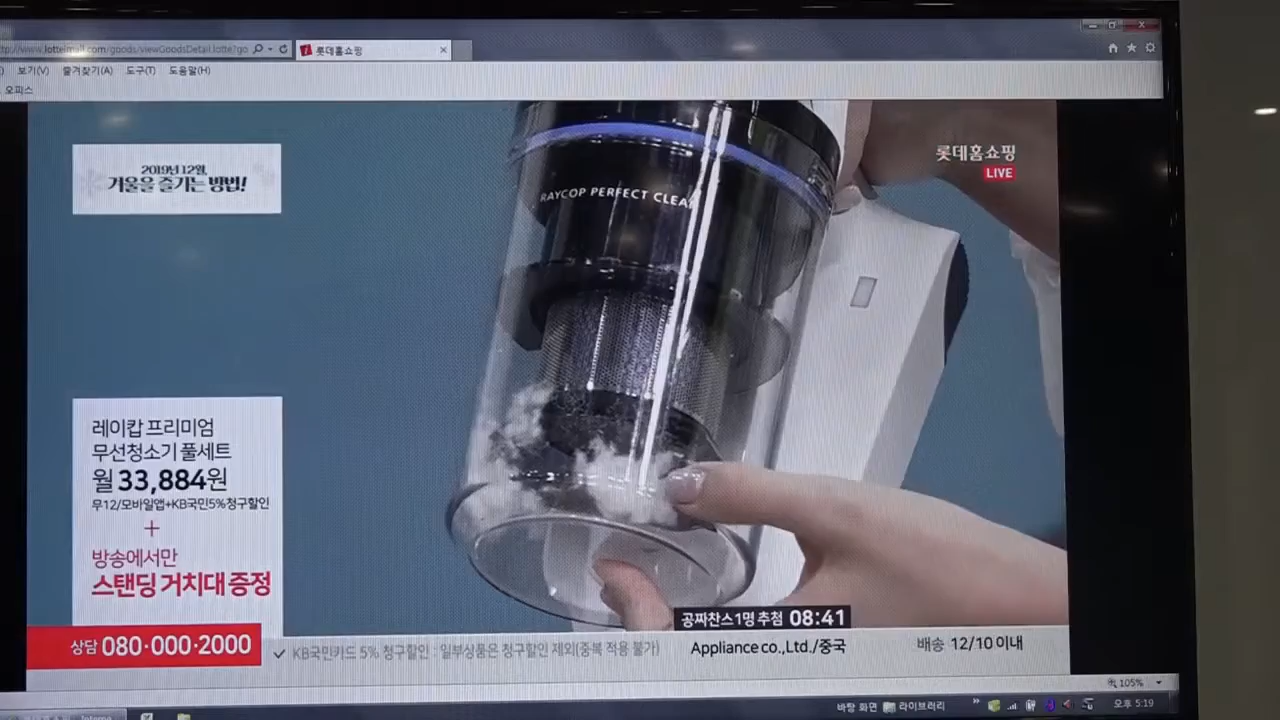 http://www.lotteimall.com/goods/viewGoodsDetail.lotte?go
롯데홈쇼핑
보기(V) 즐겨찾기(A) 도구(T) 도움말(H)
오피스
2019년 12월,
겨울을 즐기는 방법!
롯데홈쇼핑
LIVE
RAYCOP PERFECT CLEA
레이캅 프리미엄
무선청소기 풀세트
월 33,884원
무12/모바일앱+KB국민5%청구할인
+
방송에서만
스탠딩 거치대 증정
공짜찬스1명 추첨 08:41
상담 080·000·2000
✓ KB국민카드 5% 청구할인 : 일부상품은 청구할인 제외(중복 적용 불가)
Appliance co.,Ltd./중국
배송 12/10 이내
105%
바탕 화면 라이브러리
오후 5:19